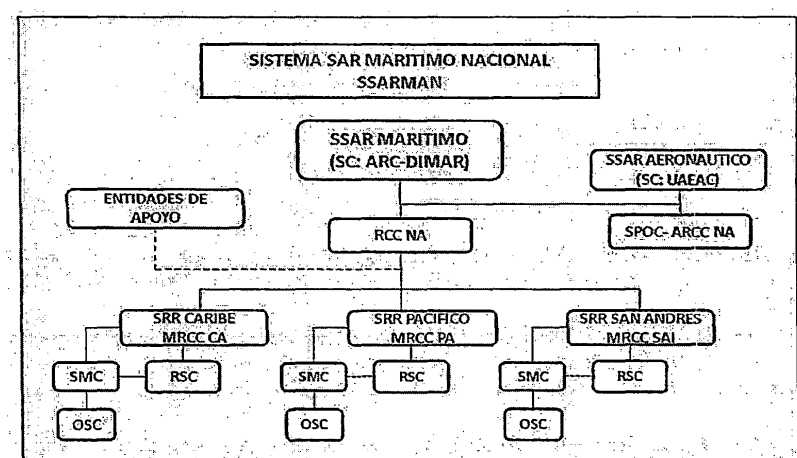 SISTEMA SAR MARITIMO NACIONAL
SSARMAN
SSAR MARITIMO
(SC: ARC-DIMAR)
SSAR AERONAUTICO
(SC: UAEAC)
ENTIDADES DE
APOYO
RCC NA
SPOC- ARCC NA
SRR CARIBE
MRCC CA
SRR PACIFICO
MRCC PA
SRR SAN ANDRES
MRCC SAI
SMC
RSC
SMC
RSC
SMC
RSC
OSC
OSC
OSC